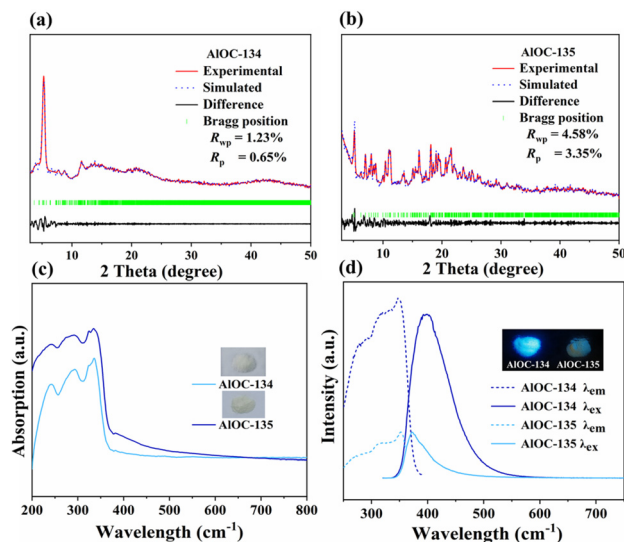 (a)
AlOC-134
Experimental
Simulated
Difference
Bragg position
Rwp = 1.23%
Rp = 0.65%
10 20 30 40 50
2 Theta (degree)
(b)
AlOC-135
Experimental
Simulated
Difference
Bragg position
Rwp = 4.58%
Rp = 3.35%
10 20 30 40 50
2 Theta (degree)
(c)
Absorption (a.u.)
AlOC-134
AlOC-135
200 300 400 500 600 700 800
Wavelength (cm-1)
(d)
Intensity (a.u.)
AlOC-134 AlOC-135
AlOC-134 λem
AlOC-134 λex
AlOC-135 λem
AlOC-135 λex
300 400 500 600 700
Wavelength (cm-1)